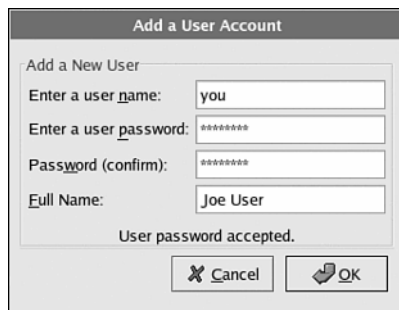 Add a User Account
Add a New User
Enter a user name: you
Enter a user password: ********
Password (confirm): ********
Full Name: Joe User
User password accepted.
Cancel OK